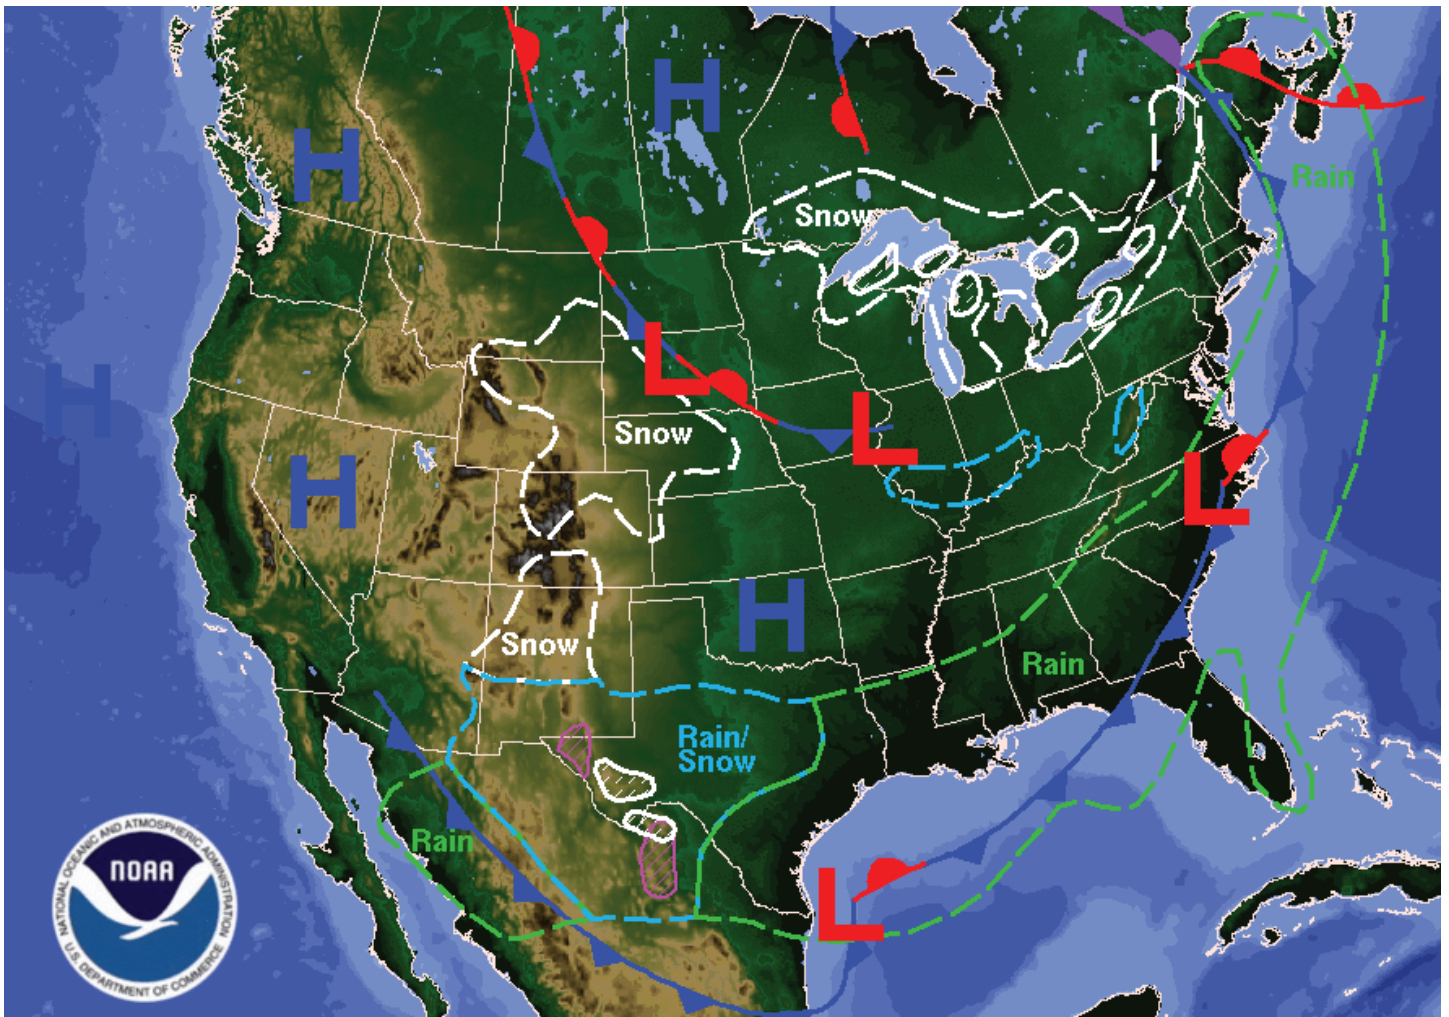 H
H
Rain
Snow
H
L
H
Snow
L
H
L
H
Snow
Rain
Rain/
Snow
Rain
L
NOAA
NATIONAL OCEANIC AND ATMOSPHERIC ADMINISTRATION
U.S. DEPARTMENT OF COMMERCE